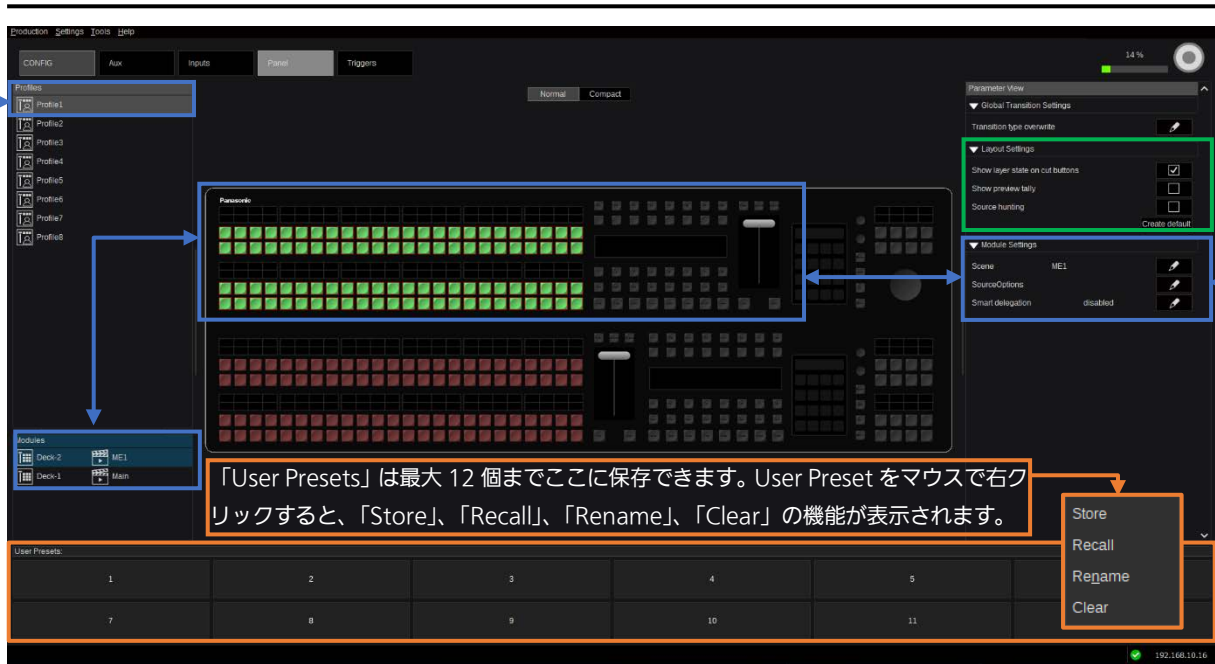 Production Settings Tools Help
CONFIG
Aux
Inputs
Panel
Triggers
14 %
Profiles
Profile1
Profile2
Profile3
Profile4
Profile5
Profile6
Profile7
Profile8
Normal
Compact
Panasonic
Parameter View
Global Transition Settings
Transition type overwrite
Layout Settings
Show layer state on cut buttons
Show preview tally
Source hunting
Create default
Module Settings
Scene ME1
SourceOptions
Smart delegation disabled
Modules
Deck-2 ME1
Deck-1 Main
「User Presets」は最大 12 個までここに保存できます。User Preset をマウスで右ク
リックすると、「Store」、「Recall」、「Rename」、「Clear」の機能が表示されます。
Store
Recall
Rename
Clear
User Presets:
1 2 3 4 5
7 8 9 10 11
192.168.10.16